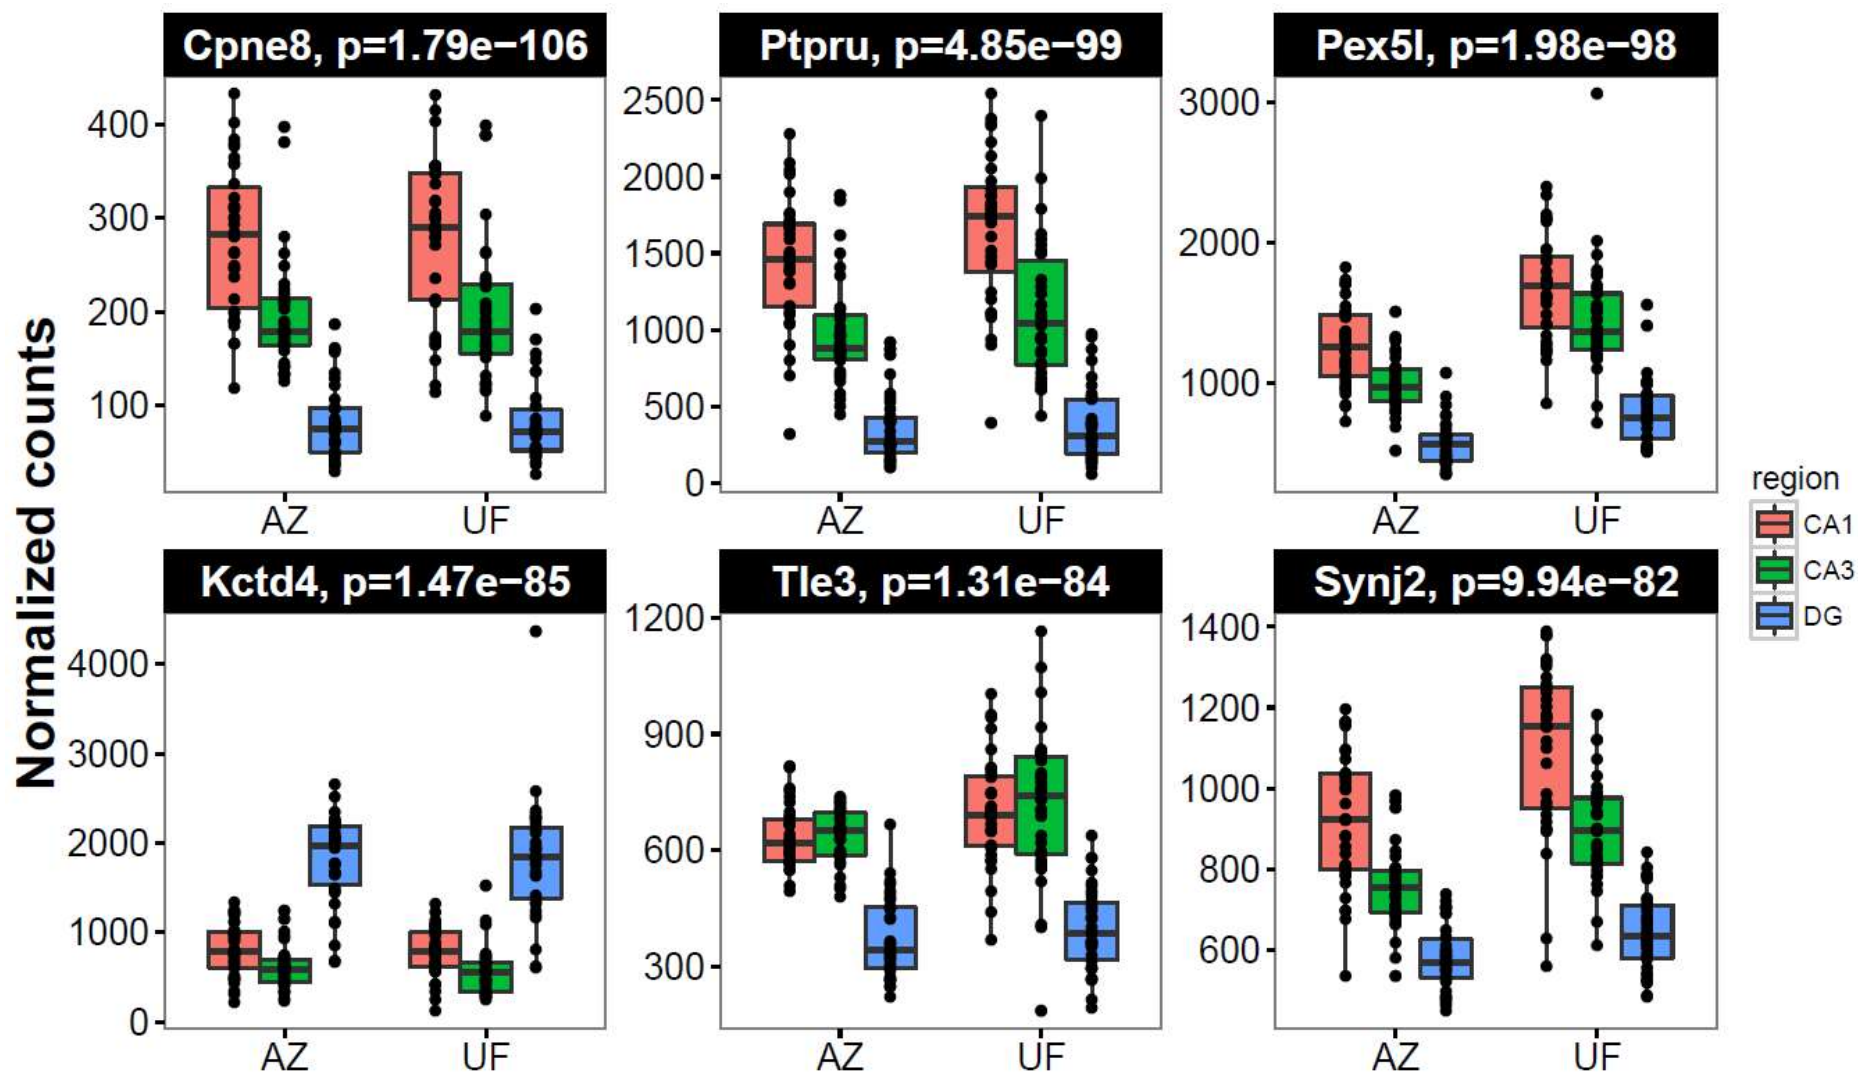 Cpne8, p=1.79e−106
Ptpru, p=4.85e−99
Pex5l, p=1.98e−98
400
300
200
100
2500
2000
1500
1000
500
0
3000
2000
1000
AZ
UF
AZ
UF
AZ
UF
Normalized counts
Kctd4, p=1.47e−85
Tle3, p=1.31e−84
Synj2, p=9.94e−82
4000
3000
2000
1000
0
1200
900
600
300
1400
1200
1000
800
600
AZ
UF
AZ
UF
AZ
UF
region
CA1
CA3
DG